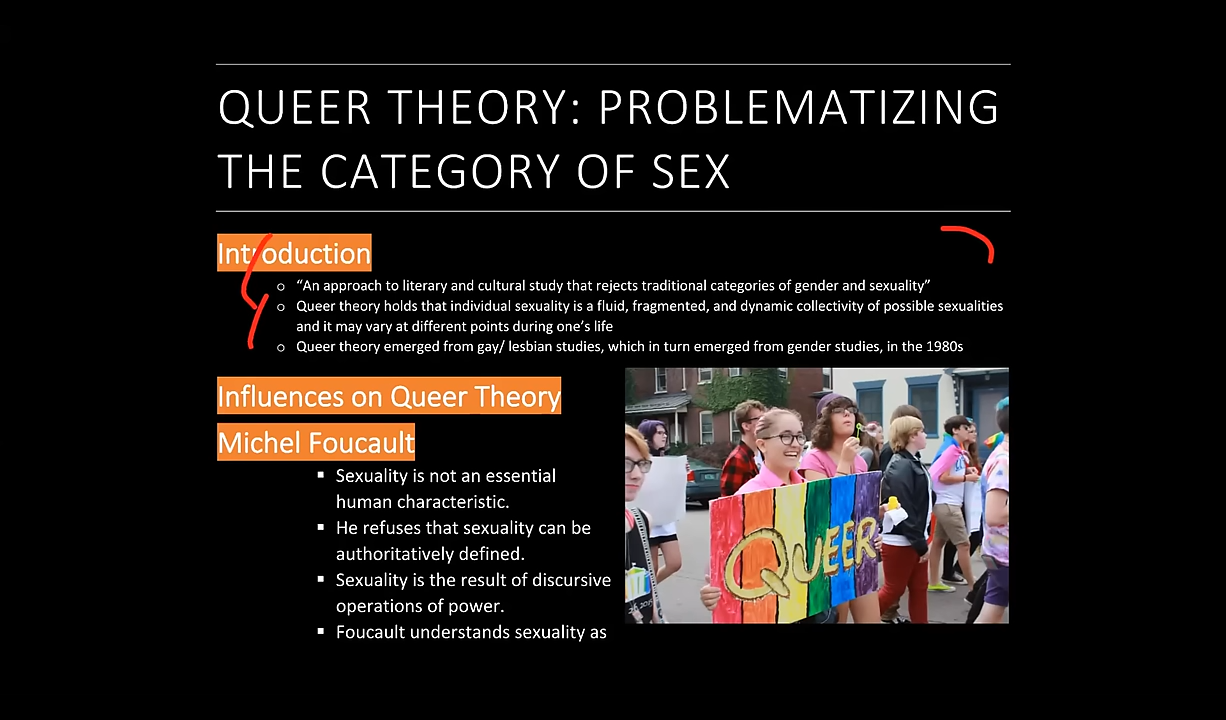 QUEER THEORY: PROBLEMATIZING
THE CATEGORY OF SEX
Introduction
o “An approach to literary and cultural study that rejects traditional categories of gender and sexuality”
o Queer theory holds that individual sexuality is a fluid, fragmented, and dynamic collectivity of possible sexualities
and it may vary at different points during one’s life
o Queer theory emerged from gay/ lesbian studies, which in turn emerged from gender studies, in the 1980s
Influences on Queer Theory
Michel Foucault
▪ Sexuality is not an essential
human characteristic.
▪ He refuses that sexuality can be
authoritatively defined.
▪ Sexuality is the result of discursive
operations of power.
▪ Foucault understands sexuality as
QUEER